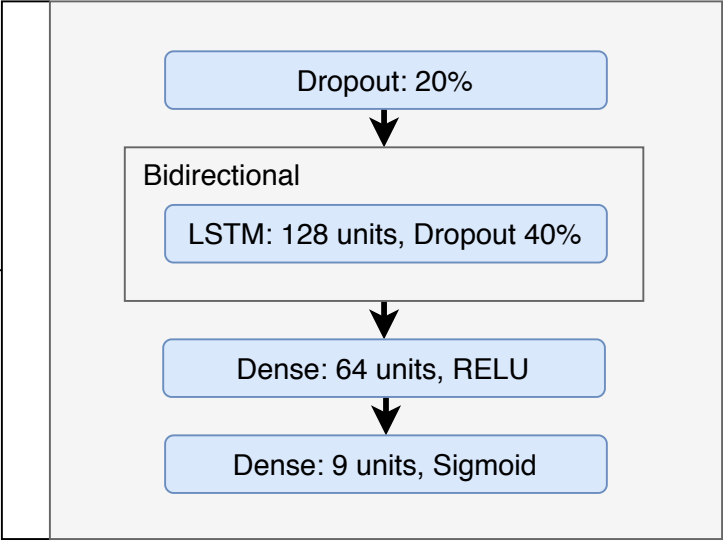 Dropout: 20%
Bidirectional
LSTM: 128 units, Dropout 40%
Dense: 64 units, RELU
Dense: 9 units, Sigmoid